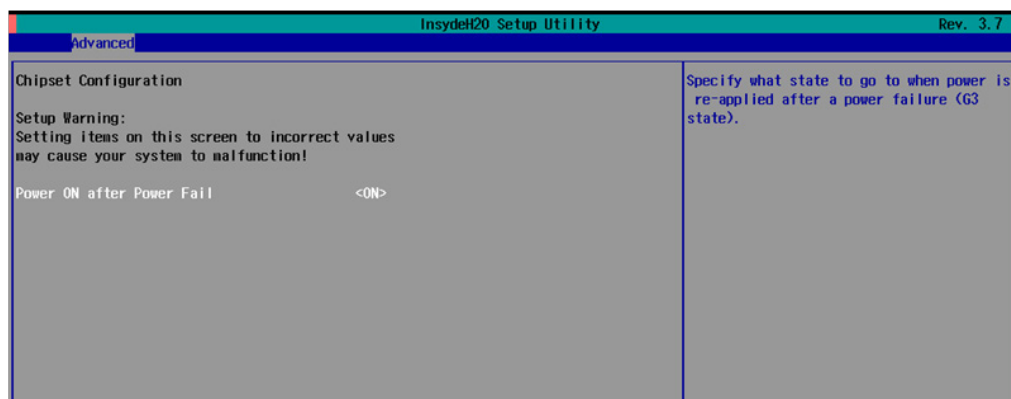 InsydeH20 Setup Utility Rev. 3.7
Advanced
Chipset Configuration
Setup Warning:
Setting items on this screen to incorrect values
may cause your system to malfunction!
Power ON after Power Fail <ON>
Specify what state to go to when power is
re-applied after a power failure (G3
state).